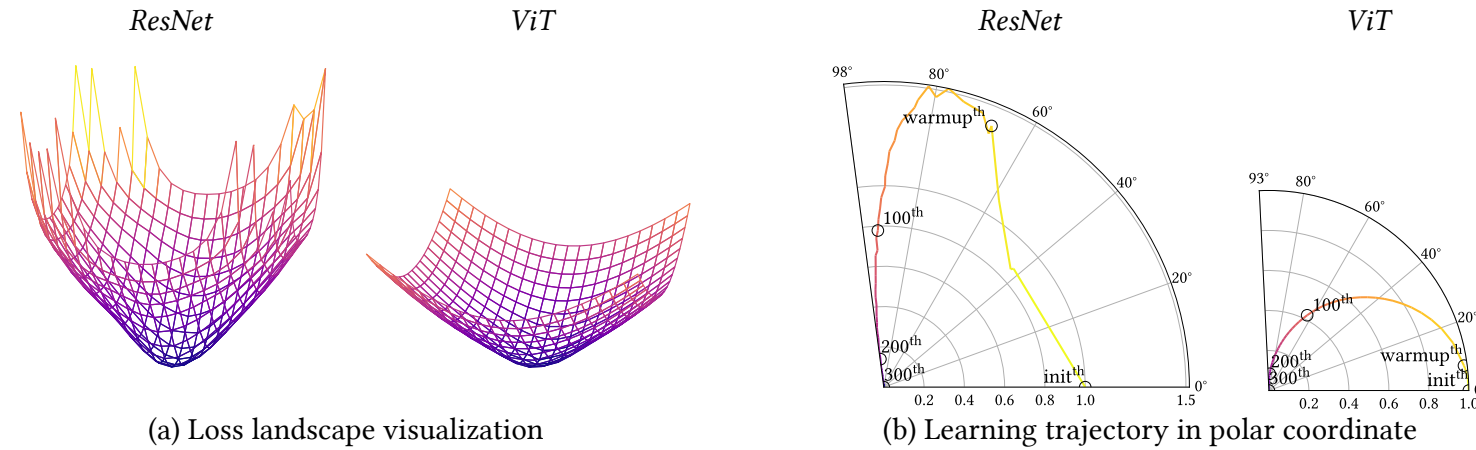 ResNet
ViT
ResNet
ViT
98°
80°
60°
40°
20°
0°
warmup^th
100^th
200^th
300^th
init^th
0.2 0.4 0.6 0.8 1.0 1.5
93°
80°
60°
40°
20°
100^th
200^th
300^th
warmup^th
init^th
0.2 0.4 0.6 0.8 1.0
(a) Loss landscape visualization
(b) Learning trajectory in polar coordinate